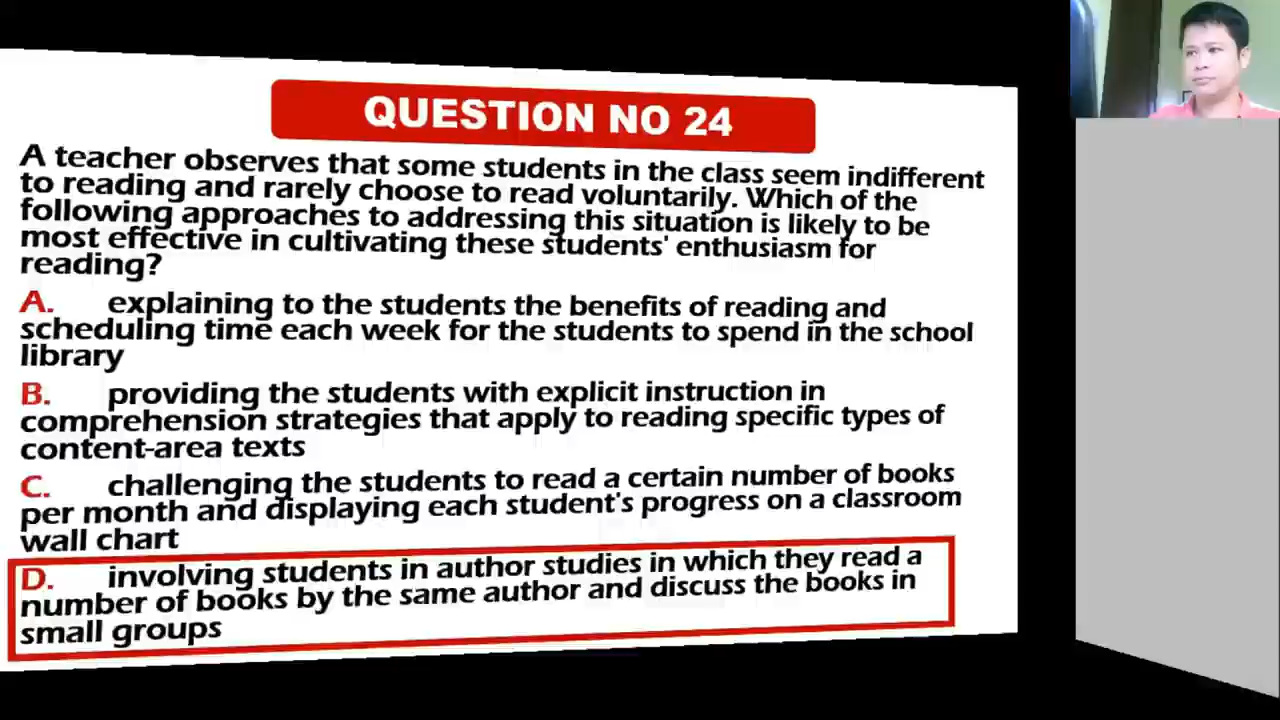 QUESTION NO 24
A teacher observes that some students in the class seem indifferent
to reading and rarely choose to read voluntarily. Which of the
following approaches to addressing this situation is likely to be
most effective in cultivating these students' enthusiasm for
reading?
A. explaining to the students the benefits of reading and
scheduling time each week for the students to spend in the school
library
B. providing the students with explicit instruction in
comprehension strategies that apply to reading specific types of
content-area texts
C. challenging the students to read a certain number of books
per month and displaying each student's progress on a classroom
wall chart
D. involving students in author studies in which they read a
number of books by the same author and discuss the books in
small groups